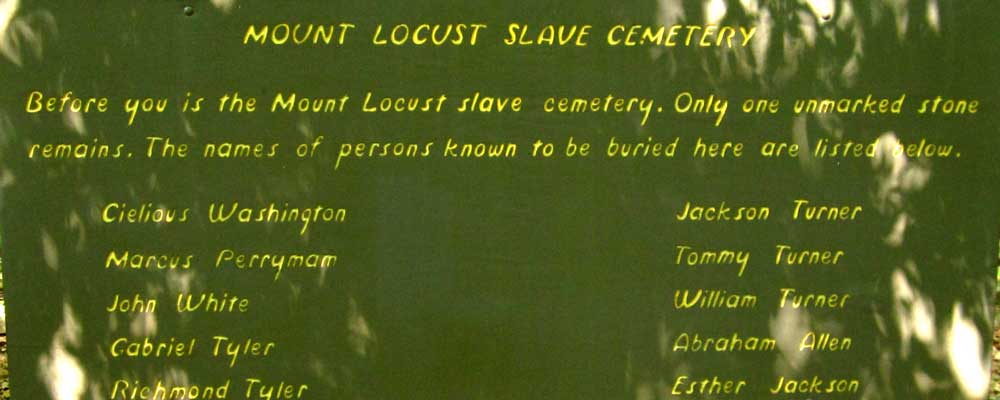 MOUNT LOCUST SLAVE CEMETERY
Before you is the Mount Locust slave cemetery. Only one unmarked stone
remains. The names of persons known to be buried here are listed below.
Cielious Washington Jackson Turner
Marcus Perrymam Tommy Turner
John White William Turner
Gabriel Tyler Abraham Allen
Richmond Tyler Esther Jackson